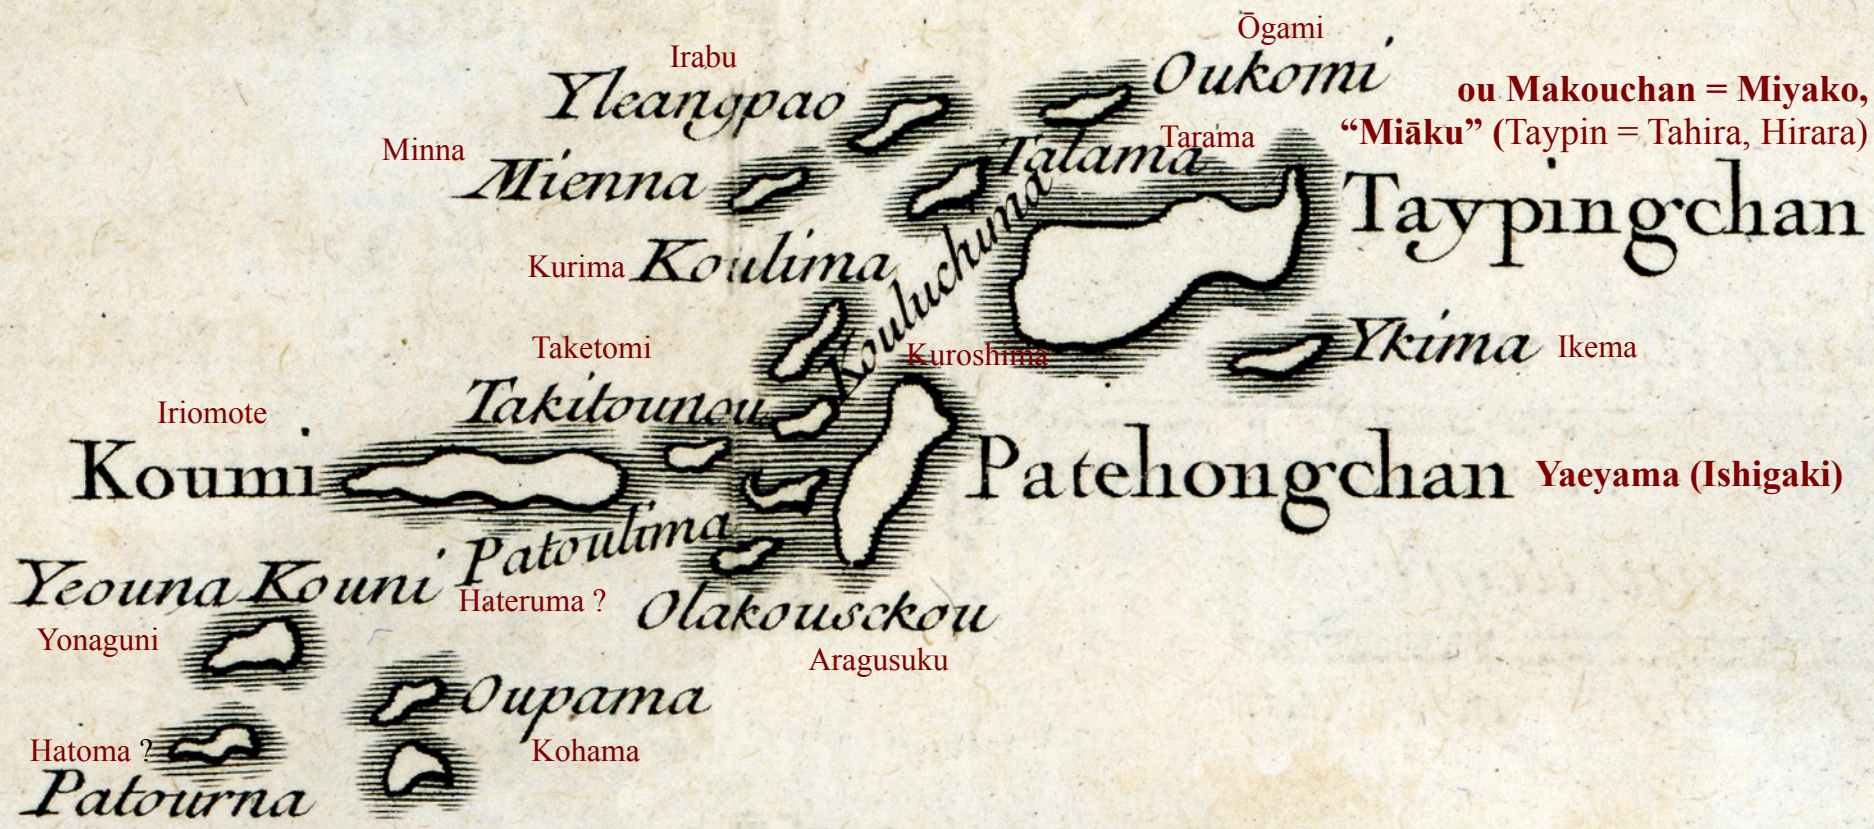 Ōgami
Irabu
Oukomi
Yleangpao
ou Makouchan = Miyako,
“Miāku” (Taypin = Tahira, Hirara)
Minna
Tarama
Talama
Mienna
Taypingchan
Kouluchuma
Kurima Koulima
Taketomi
Kuroshima
Ykima Ikema
Iriomote
Takitounou
Koumi
Patchongchan
Yaeyama (Ishigaki)
Patoulima
Yeouna Kouni
Hateruma ?
Olakousckou
Yonaguni
Aragusuku
Oupama
Hatoma ?
Kohama
Patourna